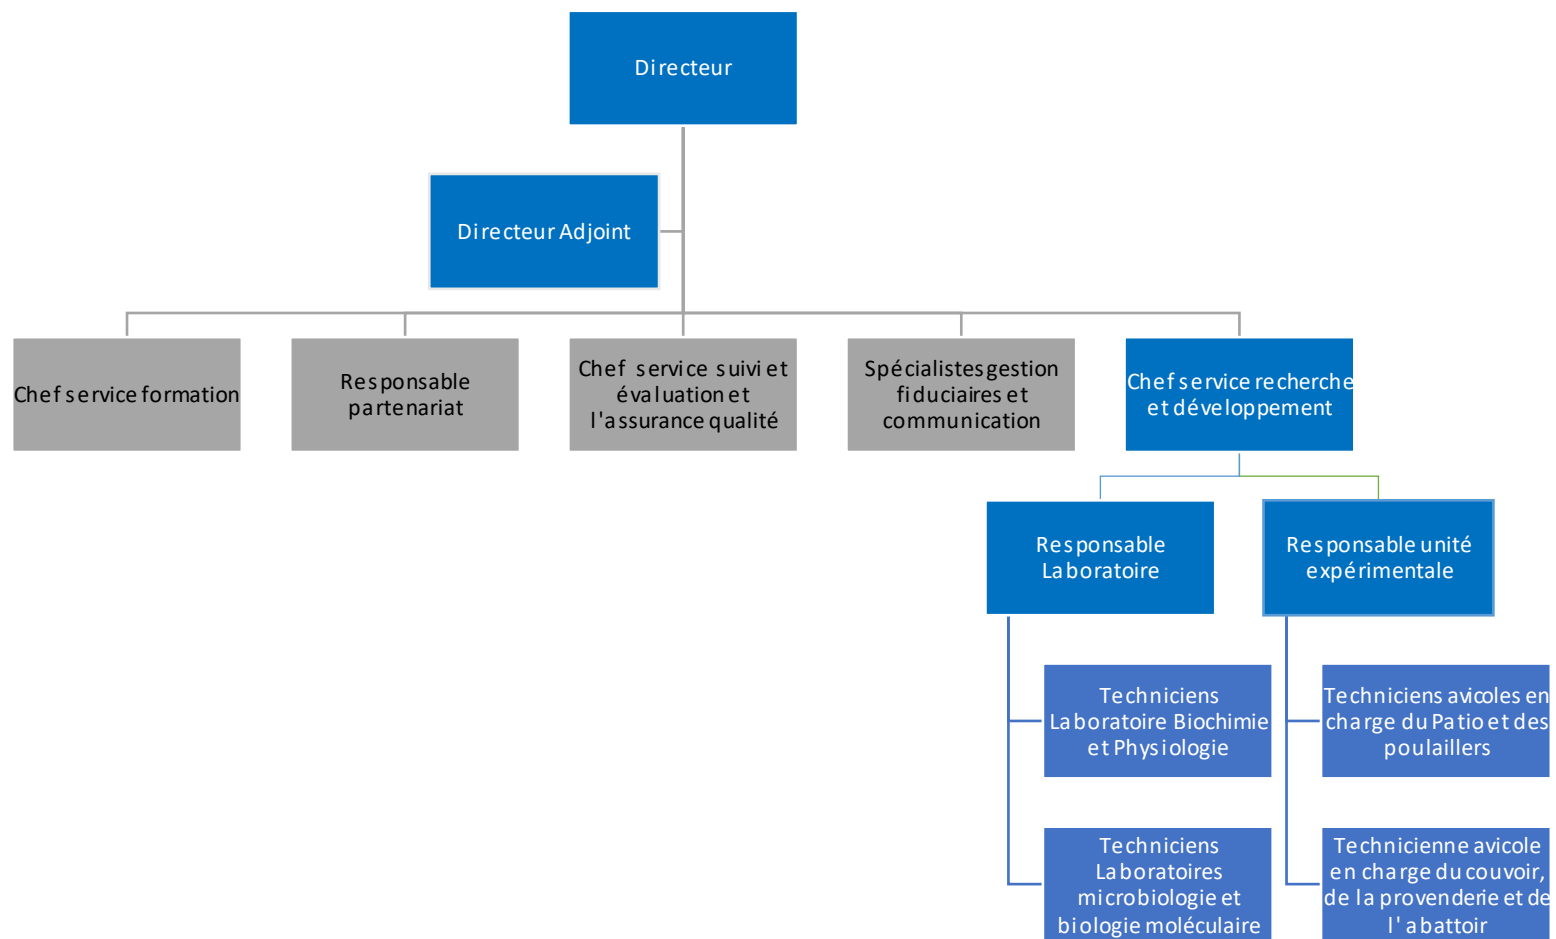 Directeur
Directeur Adjoint
Chef service formation
Responsable
partenariat
Chef service suivi et
évaluation et
l'assurance qualité
Spécialistes gestion
fiduciaires et
communication
Chef service recherche
et développement
Responsable
Laboratoire
Responsable unité
expérimentale
Techniciens
Laboratoire Biochimie
et Physiologie
Techniciens avicoles en
charge du Patio et des
poulaillers
Techniciens
Laboratoires
microbiologie et
biologie moléculaire
Technicienne avicole
en charge du couvoir,
de la provenderie et de
l'abattoir